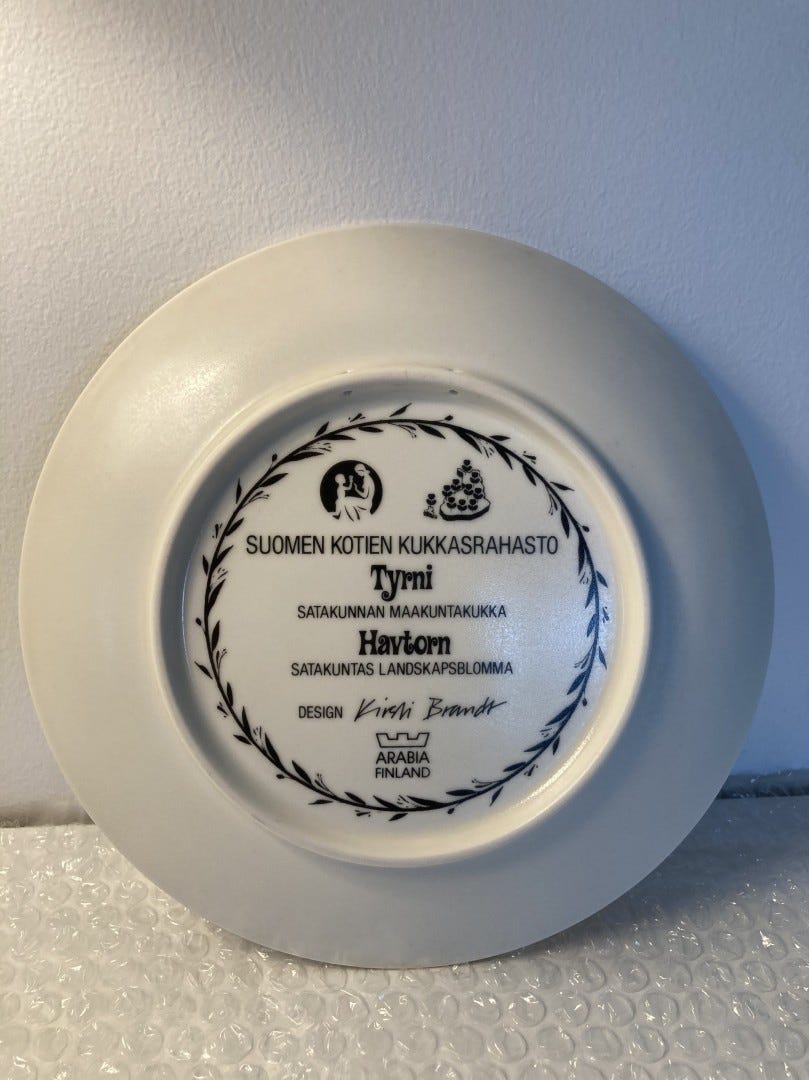 SUOMEN KOTIEN KUKKASRAHASTO
Tyrni
SATAKUNNAN MAAKUNTAKUKKA
Havtorn
SATAKUNTAS LANDSKAPSBLOMMA
DESIGN Kirsti Brandt
ARABIA
FINLAND